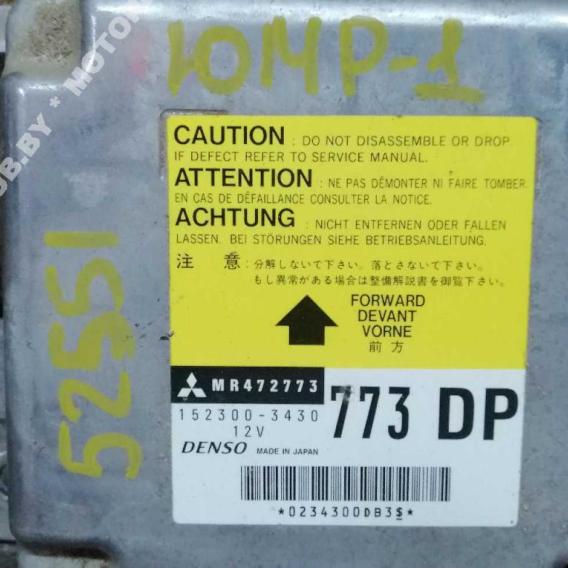 ЮМР-1
CAUTION : DO NOT DISASSEMBLE OR DROP.
IF DEFECT REFER TO SERVICE MANUAL.
ATTENTION : NE PAS DÉMONTER NI FAIRE TOMBER.
EN CAS DE DÉFAILLANCE CONSULTER LA NOTICE.
ACHTUNG : NICHT ENTFERNEN ODER FALLEN
LASSEN. BEI STÖRUNGEN SIEHE BETRIEBSANLEITUNG.
注 意 : 分解しないで下さい。落とさないで下さい。
もし異常がある場合は整備解説書を御覧下さい。
FORWARD
DEVANT
VORNE
前 方
MR472773
152300-3430
12V
773 DP
DENSO MADE IN JAPAN
*0234300DB3S*
52551
.BY * MOTOR